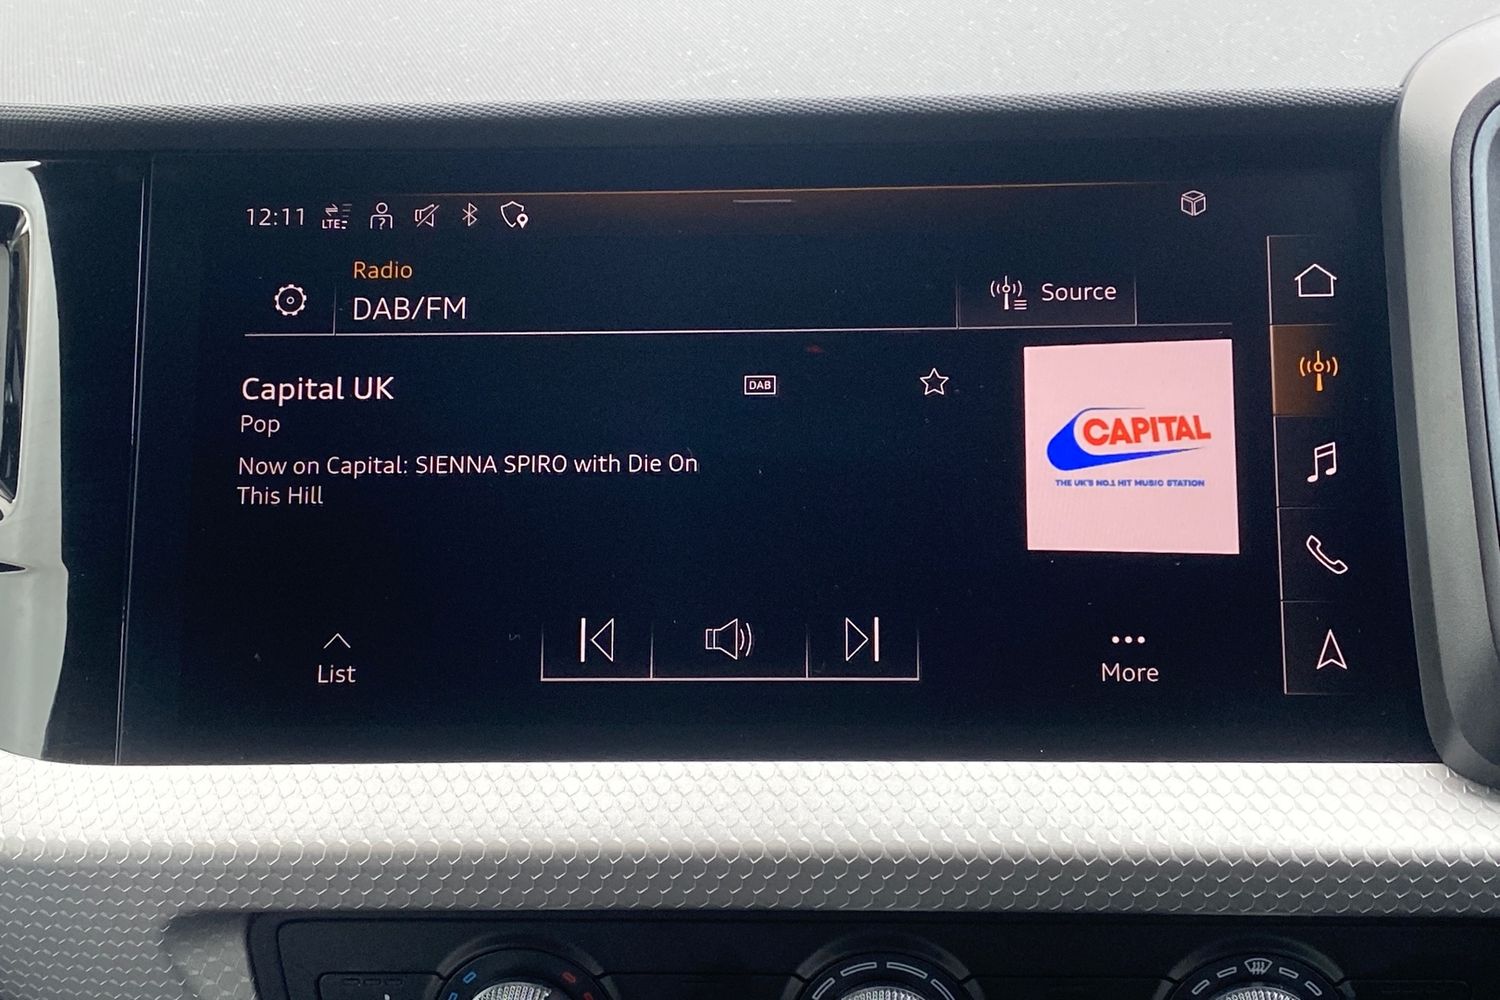 12:11 LTE
Radio
DAB/FM
Source
Capital UK
DAB
Pop
Now on Capital: SIENNA SPIRO with Die On
This Hill
CAPITAL
THE UK'S NO.1 HIT MUSIC STATION
List
More